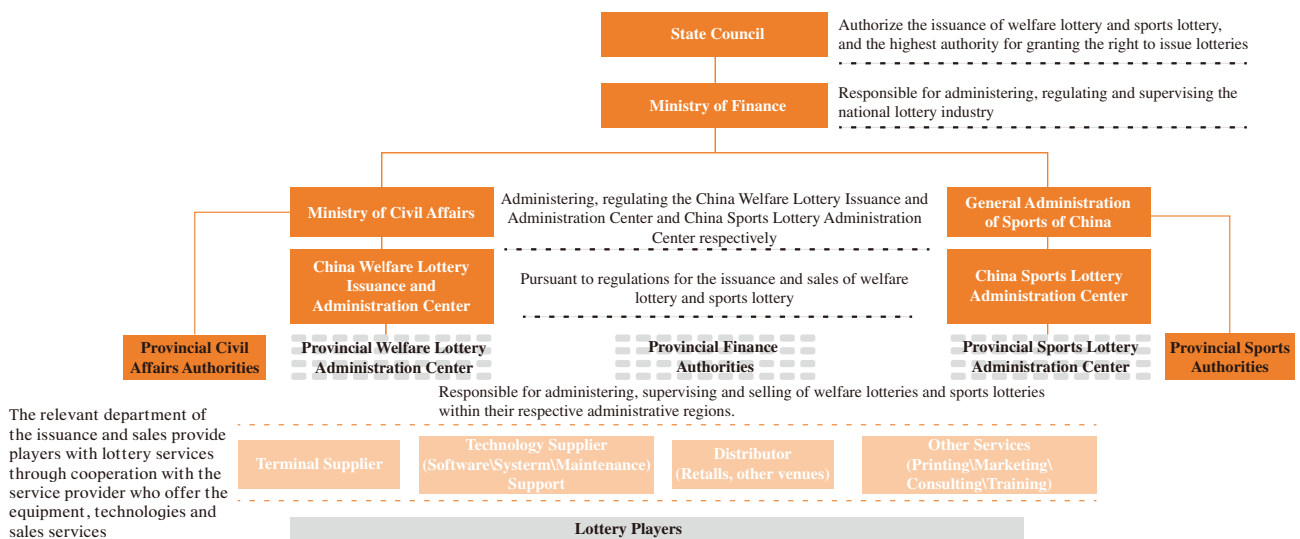 State Council
Authorize the issuance of welfare lottery and sports lottery,
and the highest authority for granting the right to issue lotteries
Ministry of Finance
Responsible for administering, regulating and supervising the
national lottery industry
Ministry of Civil Affairs
Administering, regulating the China Welfare Lottery Issuance and
Administration Center and China Sports Lottery Administration
Center respectively
General Administration
of Sports of China
China Welfare Lottery
Issuance and
Administration Center
Pursuant to regulations for the issuance and sales of welfare
lottery and sports lottery
China Sports Lottery
Administration Center
Provincial Civil
Affairs Authorities
Provincial Welfare Lottery
Administration Center
Provincial Finance
Authorities
Provincial Sports Lottery
Administration Center
Provincial Sports
Authorities
Responsible for administering, supervising and selling of welfare lotteries and sports lotteries
within their respective administrative regions.
The relevant department of
the issuance and sales provide
players with lottery services
through cooperation with the
service provider who offer the
equipment, technologies and
sales services
Terminal Supplier
Technology Supplier
(Software\Systerm\Maintenance)
Support
Distributor
(Retalls, other venues)
Other Services
(Printing\Marketing\
Consulting\Training)
Lottery Players